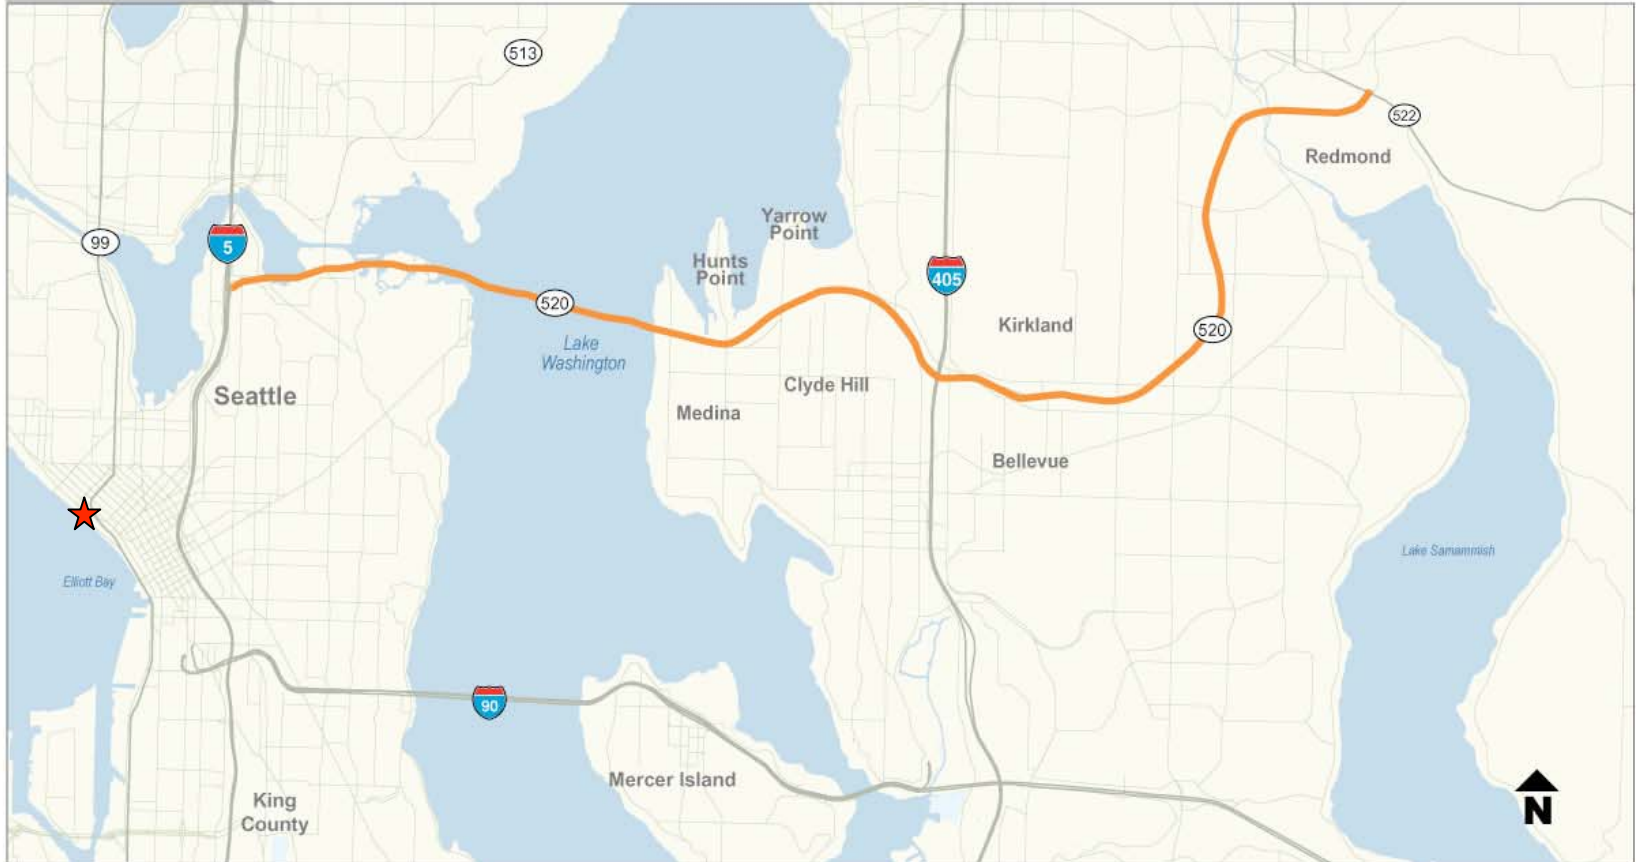 513
522
Redmond
Yarrow
Point
99
5
Hunts
Point
405
520
Kirkland
520
Lake
Washington
Clyde Hill
Seattle
Medina
Bellevue
Lake Samammish
Elliott Bay
90
Mercer Island
King
County
N